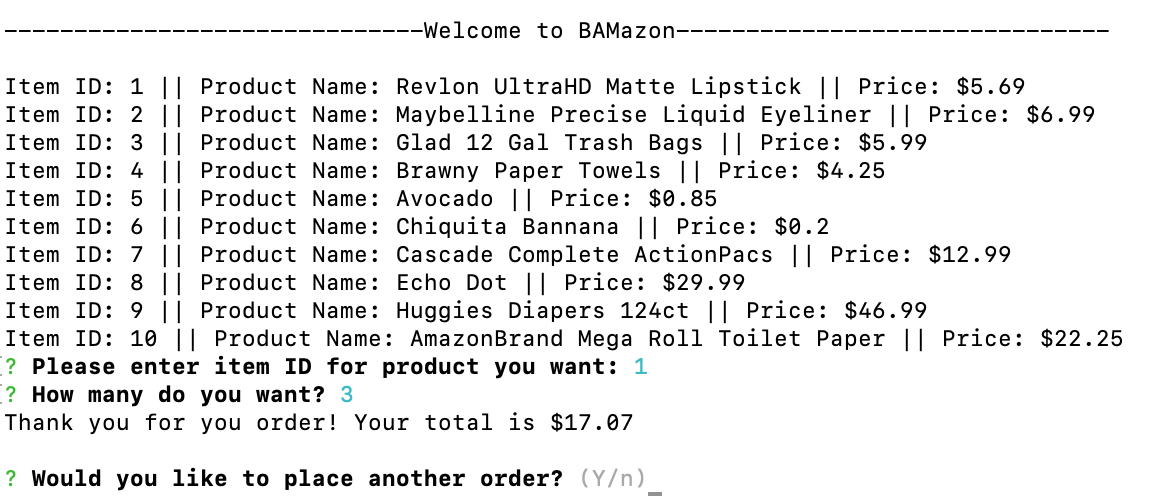 ------------------------------Welcome to BAMazon-------------------------------
Item ID: 1 || Product Name: Revlon UltraHD Matte Lipstick || Price: $5.69
Item ID: 2 || Product Name: Maybelline Precise Liquid Eyeliner || Price: $6.99
Item ID: 3 || Product Name: Glad 12 Gal Trash Bags || Price: $5.99
Item ID: 4 || Product Name: Brawny Paper Towels || Price: $4.25
Item ID: 5 || Product Name: Avocado || Price: $0.85
Item ID: 6 || Product Name: Chiquita Bannana || Price: $0.2
Item ID: 7 || Product Name: Cascade Complete ActionPacs || Price: $12.99
Item ID: 8 || Product Name: Echo Dot || Price: $29.99
Item ID: 9 || Product Name: Huggies Diapers 124ct || Price: $46.99
Item ID: 10 || Product Name: AmazonBrand Mega Roll Toilet Paper || Price: $22.25
? Please enter item ID for product you want: 1
? How many do you want? 3
Thank you for you order! Your total is $17.07
? Would you like to place another order? (Y/n)